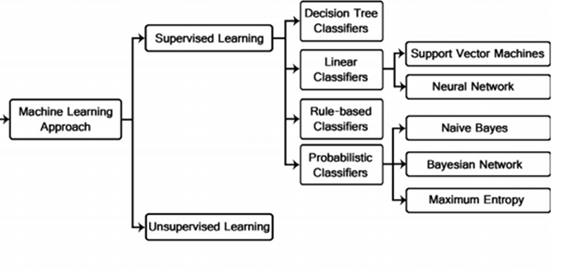 Decision Tree
Classifiers
Supervised Learning
Linear
Classifiers
Support Vector Machines
Neural Network
Machine Learning
Approach
Rule-based
Classifiers
Naive Bayes
Probabilistic
Classifiers
Bayesian Network
Maximum Entropy
Unsupervised Learning